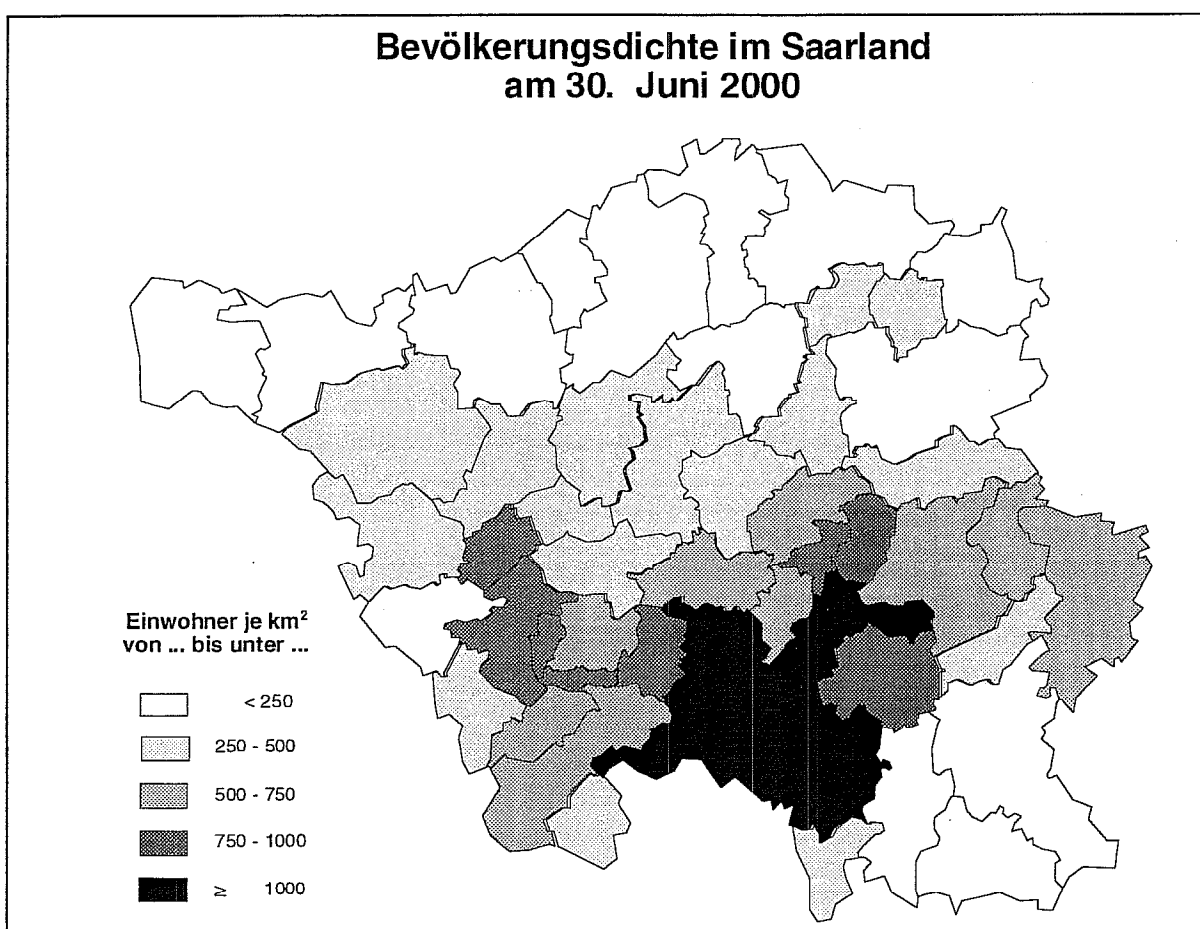 Bevölkerungsdichte im Saarland
am 30. Juni 2000
Einwohner je km²
von ... bis unter ...
< 250
250 - 500
500 - 750
750 - 1000
≥ 1000